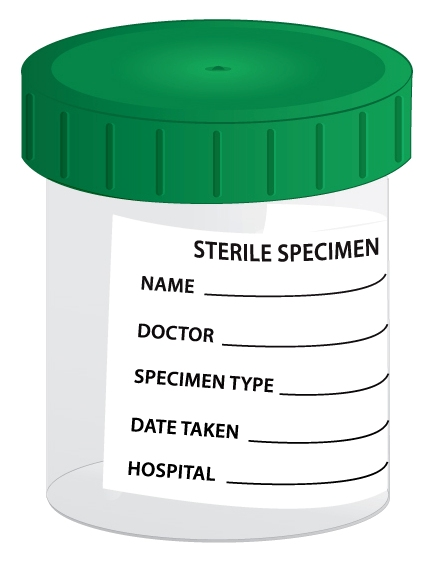 STERILE SPECIMEN
NAME
DOCTOR
SPECIMEN TYPE
DATE TAKEN
HOSPITAL